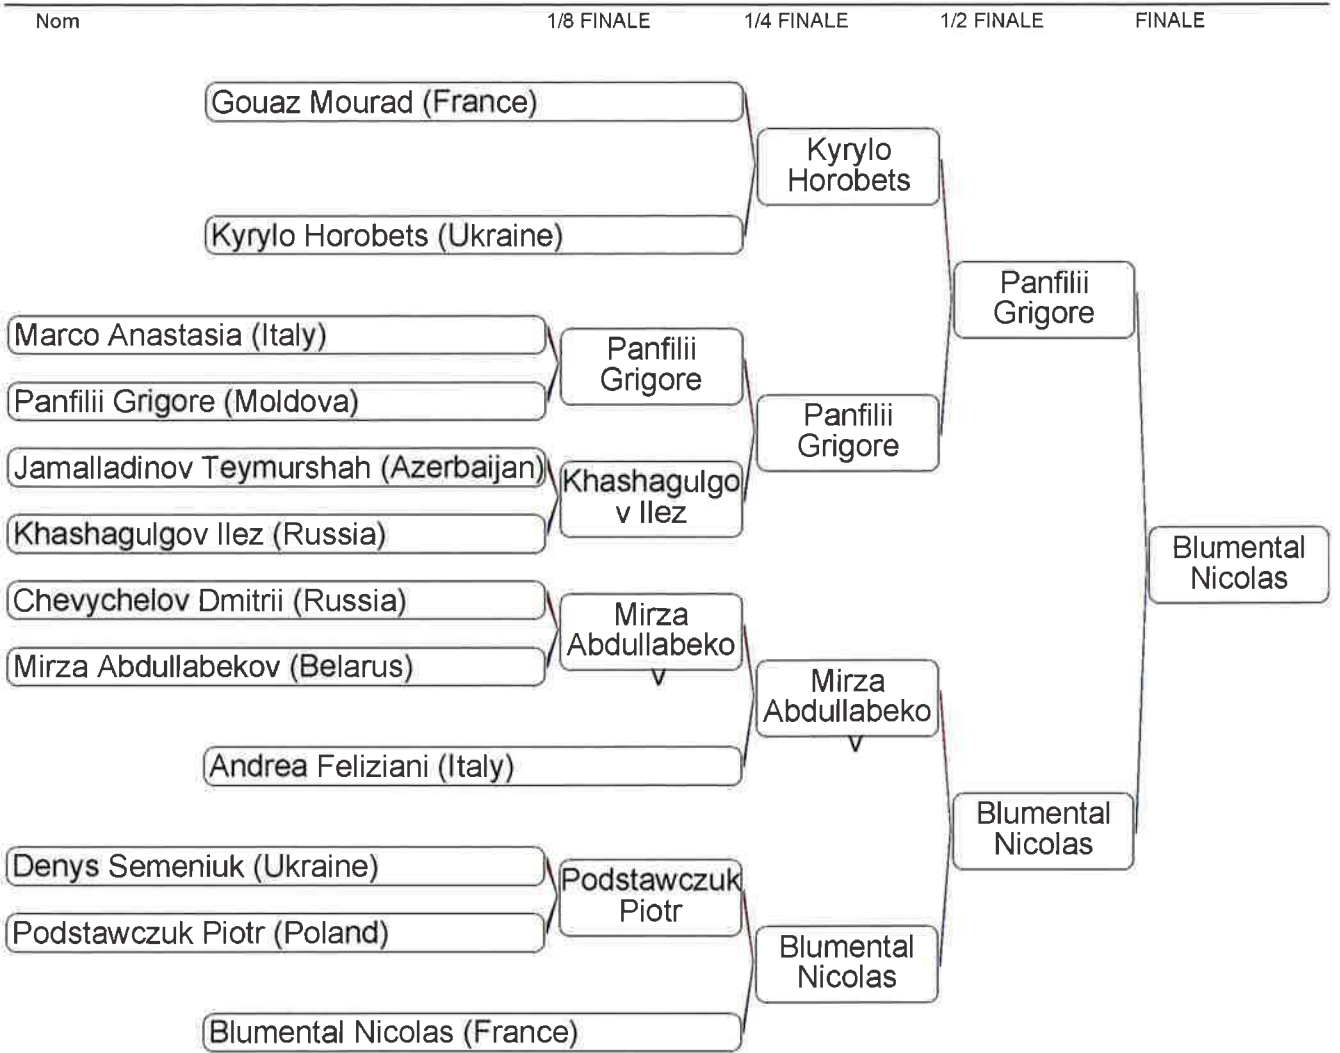 Nom 1/8 FINALE 1/4 FINALE 1/2 FINALE FINALE
Gouaz Mourad (France)
Kyrylo
Horobets
Kyrylo Horobets (Ukraine)
Panfilii
Grigore
Marco Anastasia (Italy)
Panfilii
Grigore
Panfilii Grigore (Moldova)
Panfilii
Grigore
Jamalladinov Teymurshah (Azerbaijan)
Khashagulgo
v Ilez
Khashagulgov Ilez (Russia)
Blumental
Nicolas
Chevychelov Dmitrii (Russia)
Mirza
Abdullabeko
v
Mirza Abdullabekov (Belarus)
Mirza
Abdullabeko
v
Andrea Feliziani (Italy)
Blumental
Nicolas
Denys Semeniuk (Ukraine)
Podstawczuk
Piotr
Podstawczuk Piotr (Poland)
Blumental
Nicolas
Blumental Nicolas (France)